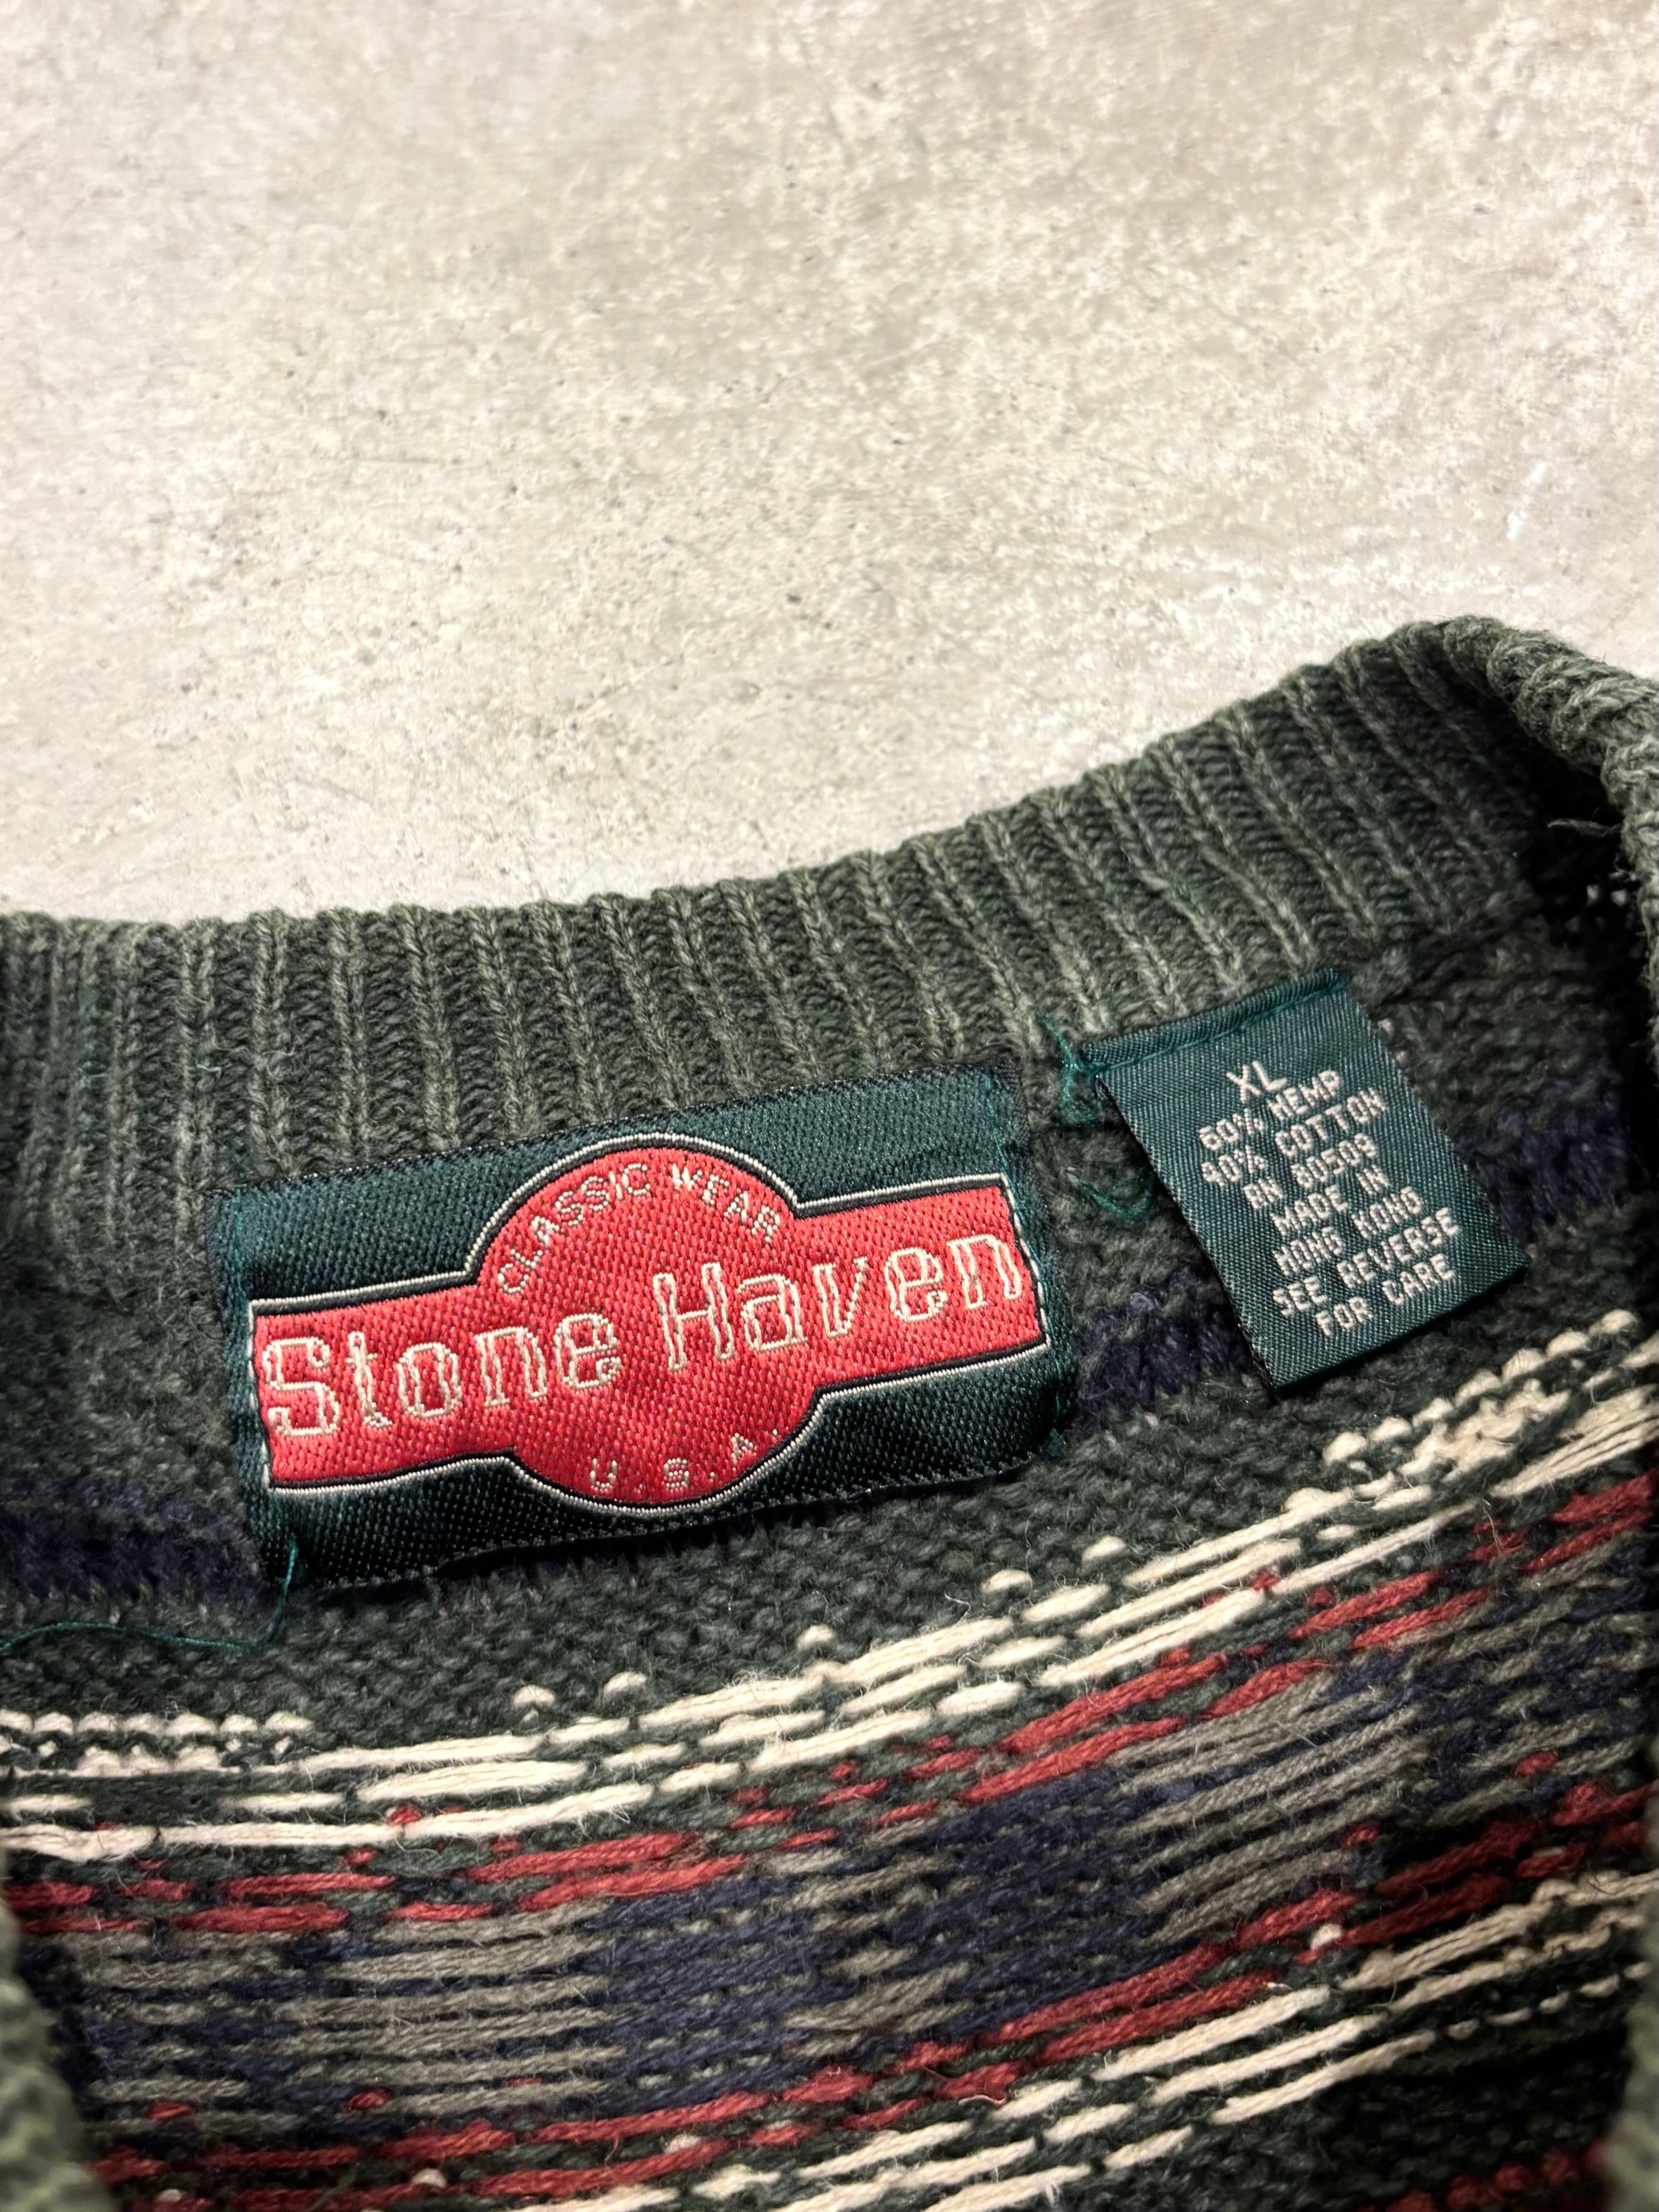 CLASSIC WEAR
Stone Haven
U.S.A.
XL
60% HEMP
40% COTTON
RN 80509
MADE IN
HONG KONG
SEE REVERSE
FOR CARE